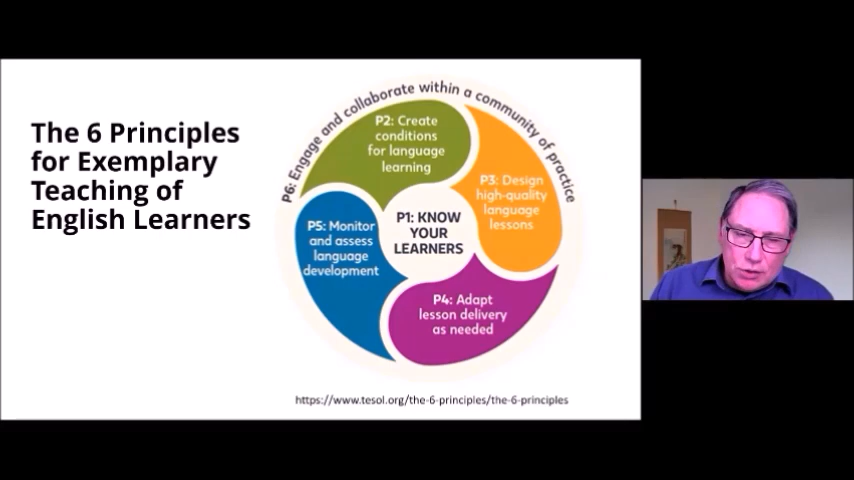 The 6 Principles
for Exemplary
Teaching of
English Learners
P6: Engage and collaborate within a community of practice
P2: Create
conditions
for language
learning
P3: Design
high-quality
language
lessons
P1: KNOW
YOUR
LEARNERS
P5: Monitor
and assess
language
development
P4: Adapt
lesson delivery
as needed
https://www.tesol.org/the-6-principles/the-6-principles